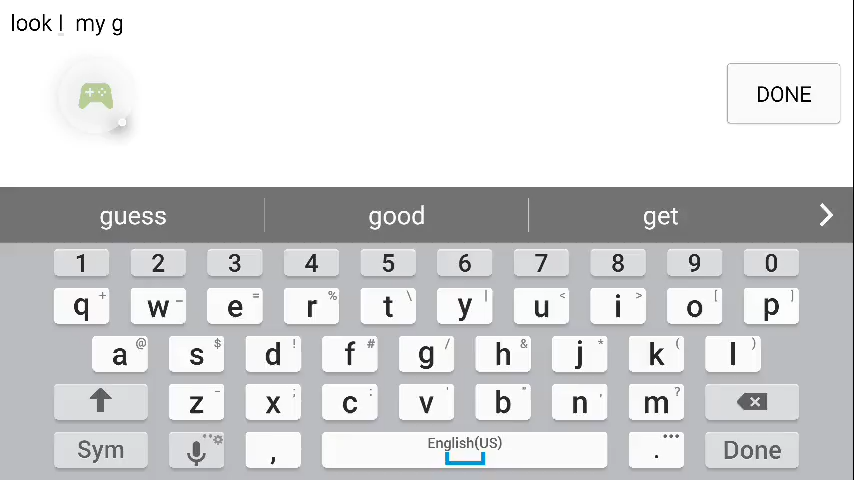 look I  my g
DONE
guess good get
1 2 3 4 5 6 7 8 9 0
q + w - e = r % t \ y | u < i > o [ p ]
a @ s $ d ! f # g / h & j * k ( l )
z - x ; c : v ' b " n , m ?
English(US)
Sym , . ... Done